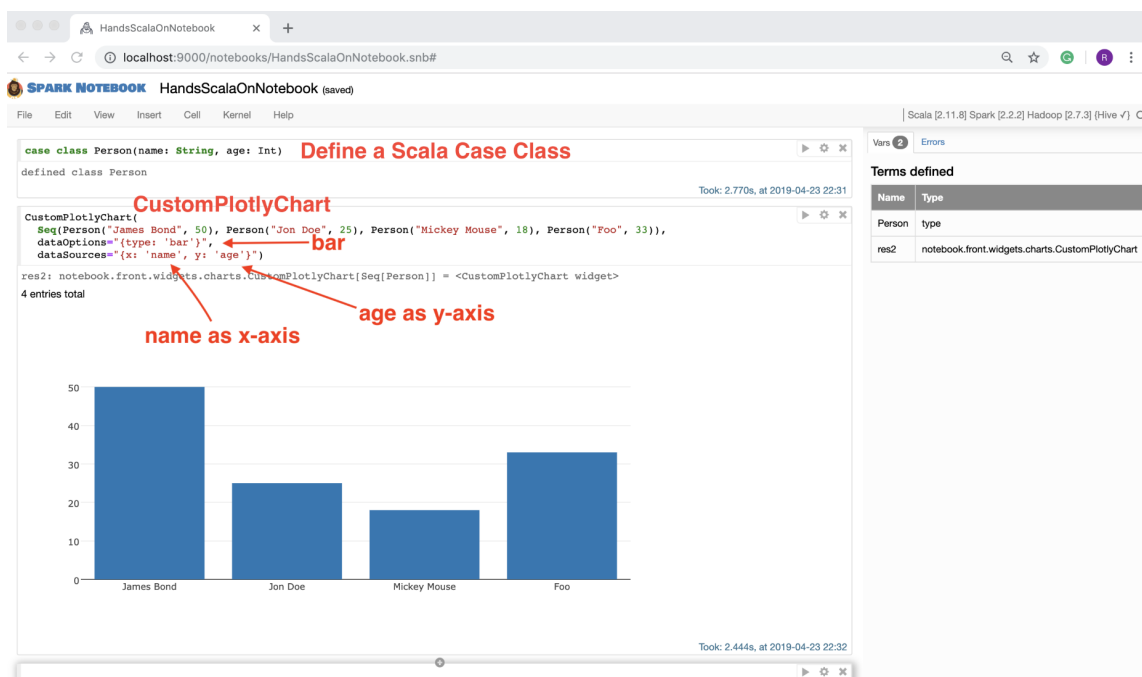 HandsScalaOnNotebook
localhost:9000/notebooks/HandsScalaOnNotebook.snb#
R
SPARK NOTEBOOK HandsScalaOnNotebook (saved)
File Edit View Insert Cell Kernel Help
Scala [2.11.8] Spark [2.2.2] Hadoop [2.7.3] {Hive ✓}
case class Person(name: String, age: Int)
Define a Scala Case Class
defined class Person
Took: 2.770s, at 2019-04-23 22:31
CustomPlotlyChart
CustomPlotlyChart(
Seq(Person("James Bond", 50), Person("Jon Doe", 25), Person("Mickey Mouse", 18), Person("Foo", 33)),
dataOptions="{type: 'bar'}",
bar
dataSources="{x: 'name', y: 'age'}")
res2: notebook.front.widgets.charts.CustomPlotlyChart[Seq[Person]] = <CustomPlotlyChart widget>
4 entries total
age as y-axis
name as x-axis
50
40
30
20
10
0
James Bond Jon Doe Mickey Mouse Foo
Took: 2.444s, at 2019-04-23 22:32
Vars 2 Errors
Terms defined
Name Type
Person type
res2 notebook.front.widgets.charts.CustomPlotlyChart